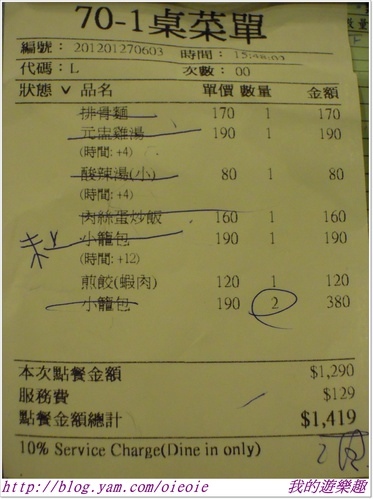 70-1桌菜單
編號： 201201270603 時間： 15:48:03
代碼：L 次數： 00
狀態 ∨ 品名 單價 數量 金額
排骨麵 170 1 170
元盅雞湯 190 1 190
(時間: +4)
酸辣湯(小) 80 1 80
(時間: +4)
肉絲蛋炒飯 160 1 160
小籠包 190 1 190
(時間: +12)
煎餃(蝦肉) 120 1 120
小籠包 190 2 380
本次點餐金額 $1,290
服務費 $129
點餐金額總計 $1,419
10% Service Charge(Dine in only)
http://blog.yam.com/oieoie 我的遊樂趣